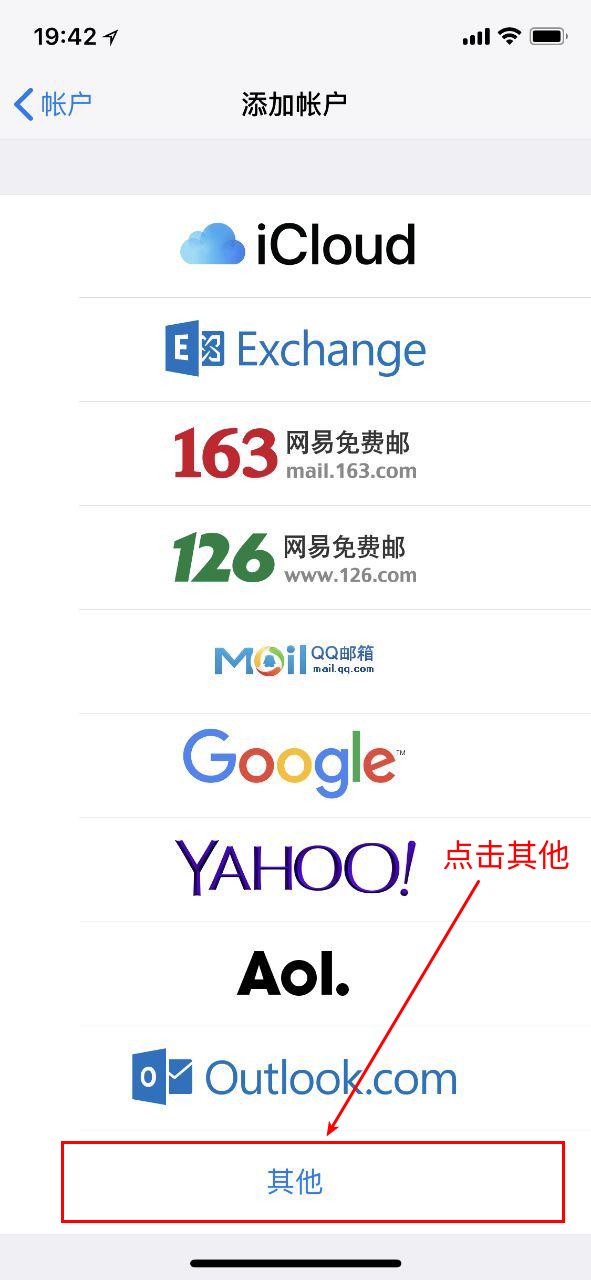 19:42
帐户
添加帐户
iCloud
E Exchange
163 网易免费邮
mail.163.com
126 网易免费邮
www.126.com
Mail QQ邮箱
mail.qq.com
Google™
YAHOO!
点击其他
Aol.
O Outlook.com
其他